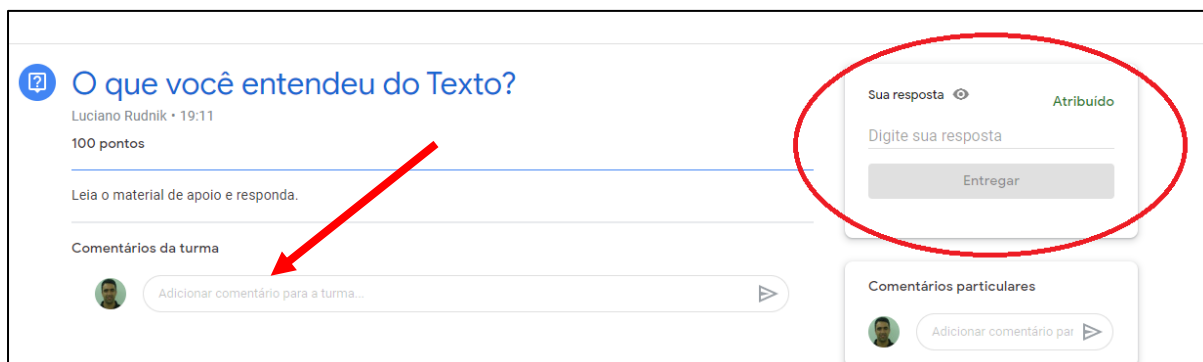 O que você entendeu do Texto?
Luciano Rudnik • 19:11
100 pontos
Leia o material de apoio e responda.
Comentários da turma
Adicionar comentário para a turma...
Sua resposta
Atribuído
Digite sua resposta
Entregar
Comentários particulares
Adicionar comentário par